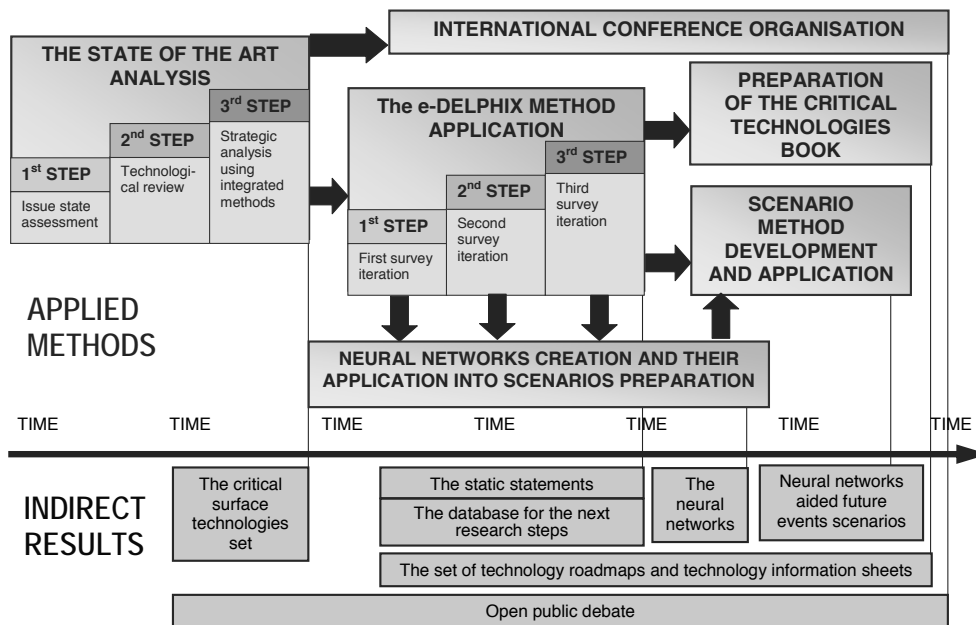 INTERNATIONAL CONFERENCE ORGANISATION
THE STATE OF THE ART
ANALYSIS
3rd STEP
Strategic
analysis
using
integrated
methods
2nd STEP
Technologi-
cal review
1st STEP
Issue state
assessment
The e-DELPHIX METHOD
APPLICATION
3rd STEP
Third
survey
iteration
2nd STEP
Second
survey
iteration
1st STEP
First survey
iteration
PREPARATION
OF THE CRITICAL
TECHNOLOGIES
BOOK
SCENARIO
METHOD
DEVELOPMENT
AND APPLICATION
APPLIED
METHODS
NEURAL NETWORKS CREATION AND THEIR
APPLICATION INTO SCENARIOS PREPARATION
TIME TIME TIME TIME TIME TIME TIME
INDIRECT
RESULTS
The critical
surface
technologies
set
The static statements
The database for the next
research steps
The
neural
networks
Neural networks
aided future
events scenarios
The set of technology roadmaps and technology information sheets
Open public debate